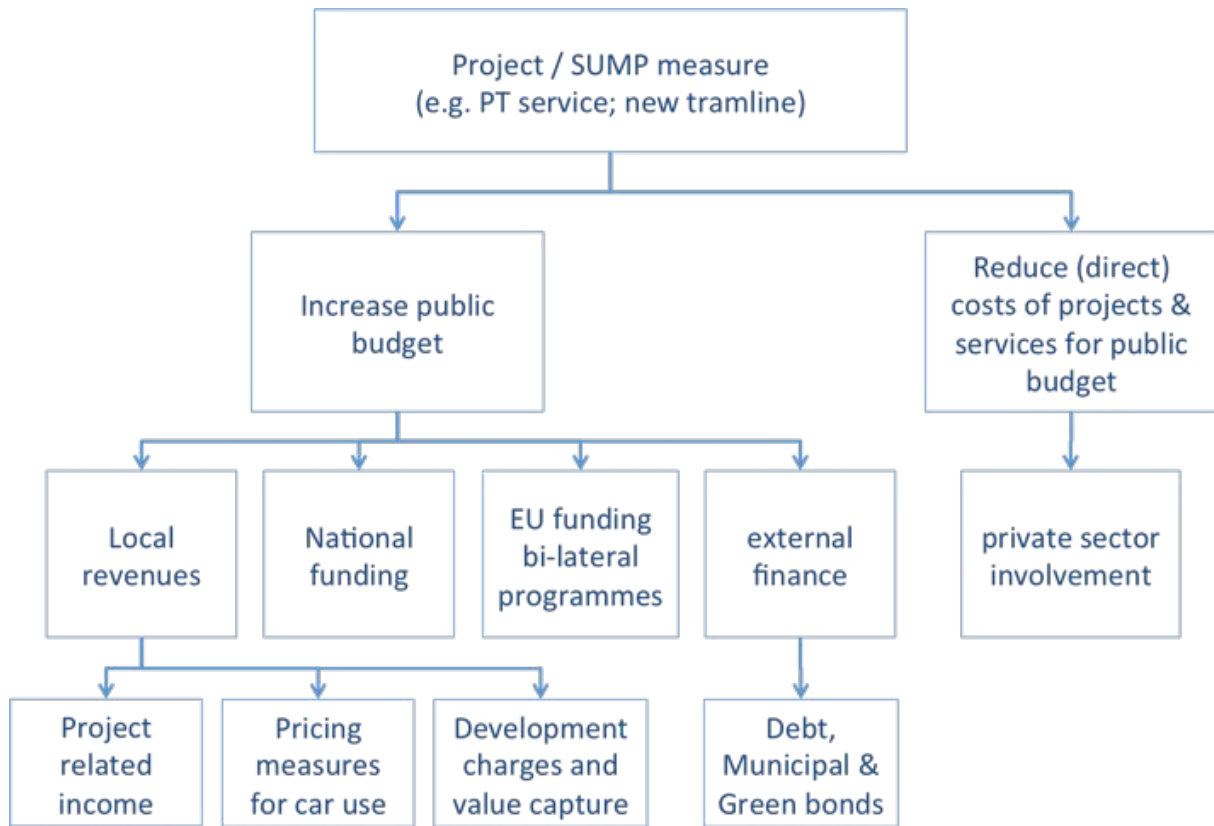 Project / SUMP measure
(e.g. PT service; new tramline)
Increase public
budget
Reduce (direct)
costs of projects &
services for public
budget
Local
revenues
National
funding
EU funding
bi-lateral
programmes
external
finance
private sector
involvement
Project
related
income
Pricing
measures
for car use
Development
charges and
value capture
Debt,
Municipal &
Green bonds